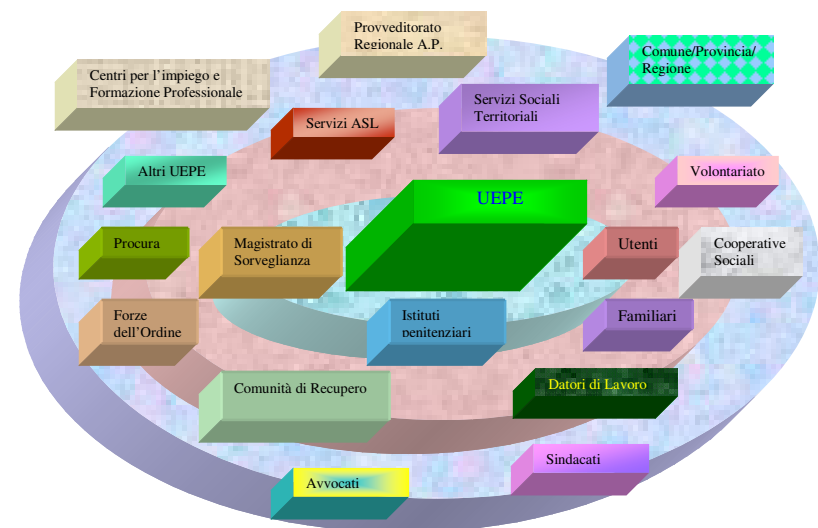 Provveditorato
Regionale A.P.
Comune/Provincia/
Regione
Centri per l'impiego e
Formazione Professionale
Servizi Sociali
Territoriali
Servizi ASL
Altri UEPE
Volontariato
UEPE
Procura
Magistrato di
Sorveglianza
Utenti
Cooperative
Sociali
Forze
dell'Ordine
Istituti
penitenziari
Familiari
Comunità di Recupero
Datori di Lavoro
Sindacati
Avvocati